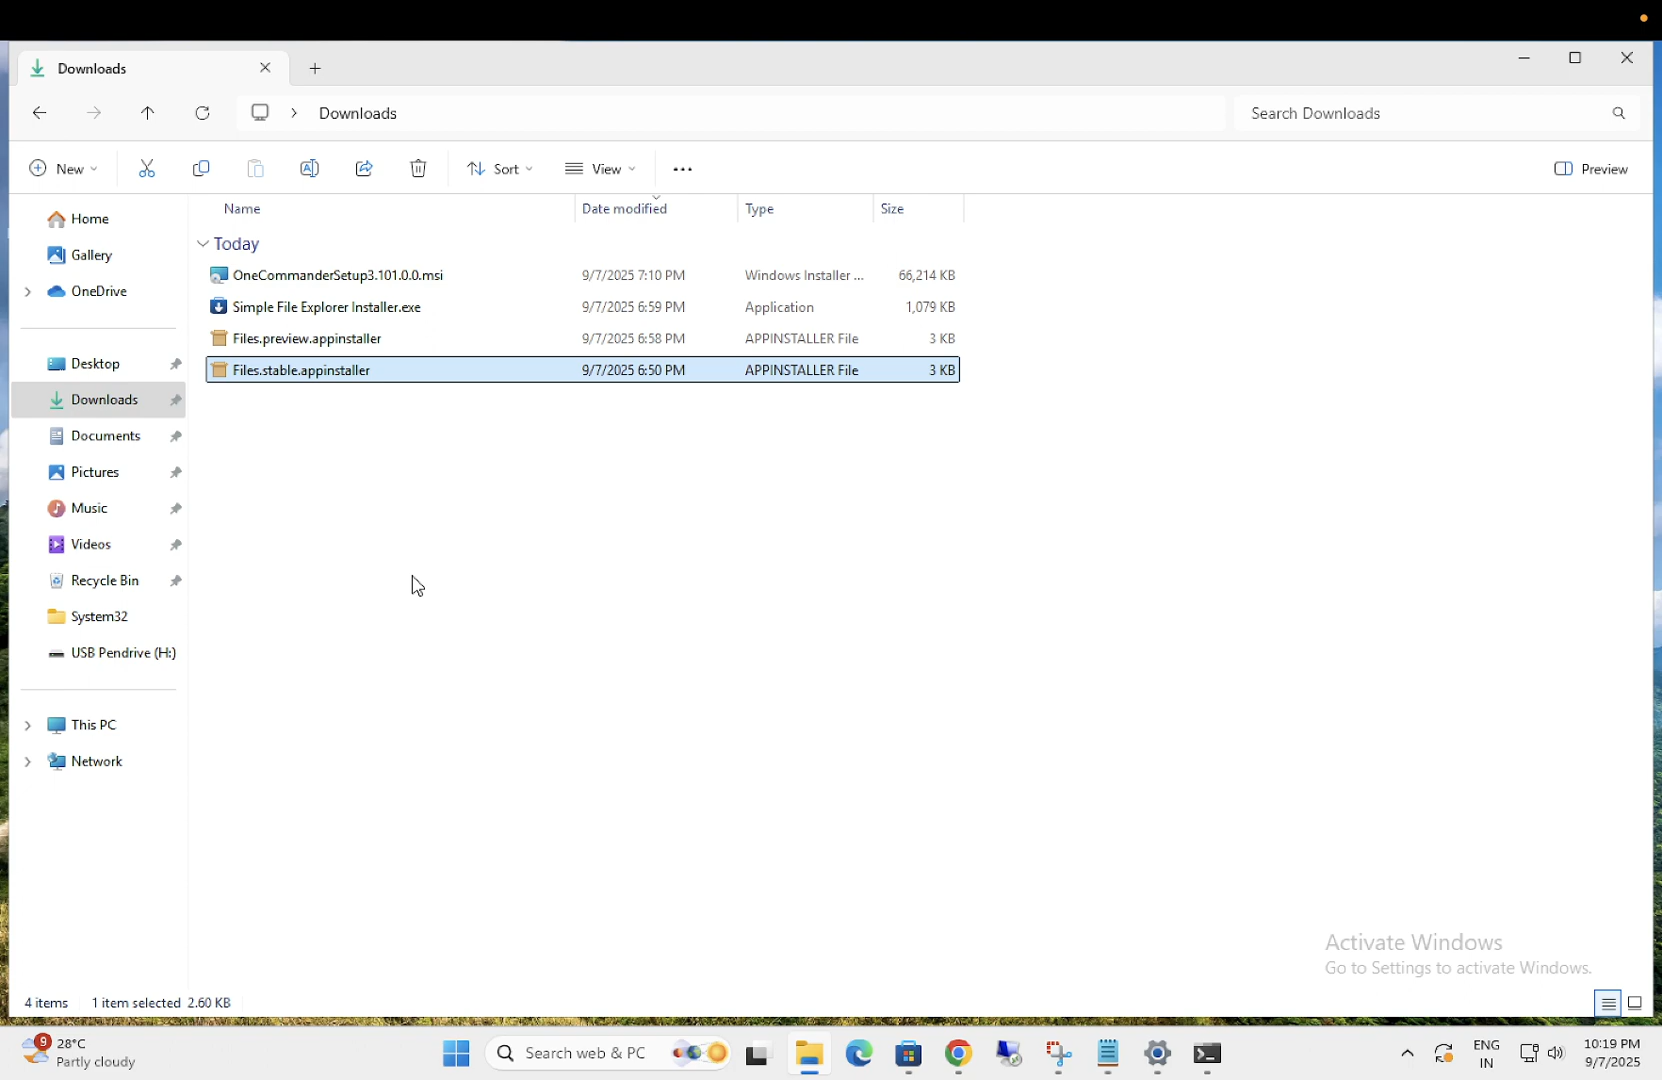 Downloads
Downloads
Search Downloads
New
Sort
View
Preview
Home
Gallery
OneDrive
Desktop
Downloads
Documents
Pictures
Music
Videos
Recycle Bin
System32
USB Pendrive (H:)
This PC
Network
Name Date modified Type Size
Today
OneCommanderSetup3.101.0.0.msi 9/7/2025 7:10 PM Windows Installer ... 66,214 KB
Simple File Explorer Installer.exe 9/7/2025 6:59 PM Application 1,079 KB
Files.preview.appinstaller 9/7/2025 6:58 PM APPINSTALLER File 3 KB
Files.stable.appinstaller 9/7/2025 6:50 PM APPINSTALLER File 3 KB
Activate Windows
Go to Settings to activate Windows.
4 items 1 item selected 2.60 KB
9
28°C
Partly cloudy
Search web & PC
ENG
IN
10:19 PM
9/7/2025